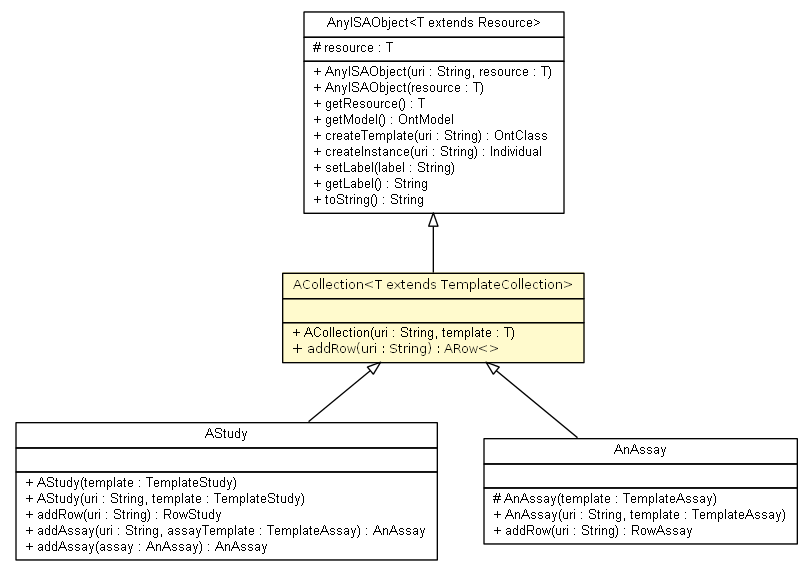 AnyISAObject<T extends Resource>
# resource : T
+ AnyISAObject(uri : String, resource : T)
+ AnyISAObject(resource : T)
+ getResource() : T
+ getModel() : OntModel
+ createTemplate(uri : String) : OntClass
+ createInstance(uri : String) : Individual
+ setLabel(label : String)
+ getLabel() : String
+ toString() : String
ACollection<T extends TemplateCollection>
+ ACollection(uri : String, template : T)
+ addRow(uri : String) : ARow<>
AStudy
+ AStudy(template : TemplateStudy)
+ AStudy(uri : String, template : TemplateStudy)
+ addRow(uri : String) : RowStudy
+ addAssay(uri : String, assayTemplate : TemplateAssay) : AnAssay
+ addAssay(assay : AnAssay) : AnAssay
AnAssay
# AnAssay(template : TemplateAssay)
+ AnAssay(uri : String, template : TemplateAssay)
+ addRow(uri : String) : RowAssay